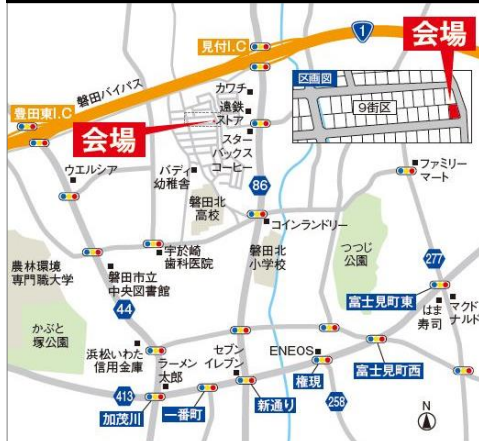 見付I.C
1
会場
区画図
9街区
カワチ
遠鉄
ストア
スター
バックス
コーヒー
磐田バイパス
豊田東I.C
会場
ウエルシア
バディ
幼稚舎
86
ファミリー
マート
磐田北
高校
コインランドリー
つつじ
公園
磐田北
小学校
宇於崎
歯科医院
277
農林環境
専門職大学
磐田市立
中央図書館
富士見町東
44
はま
寿司
マクド
ナルド
かぶと
塚公園
浜松いわた
信用金庫
ラーメン
太郎
セブン
イレブン
ENEOS
富士見町西
権現
413
加茂川
一番町
新通り
258
N